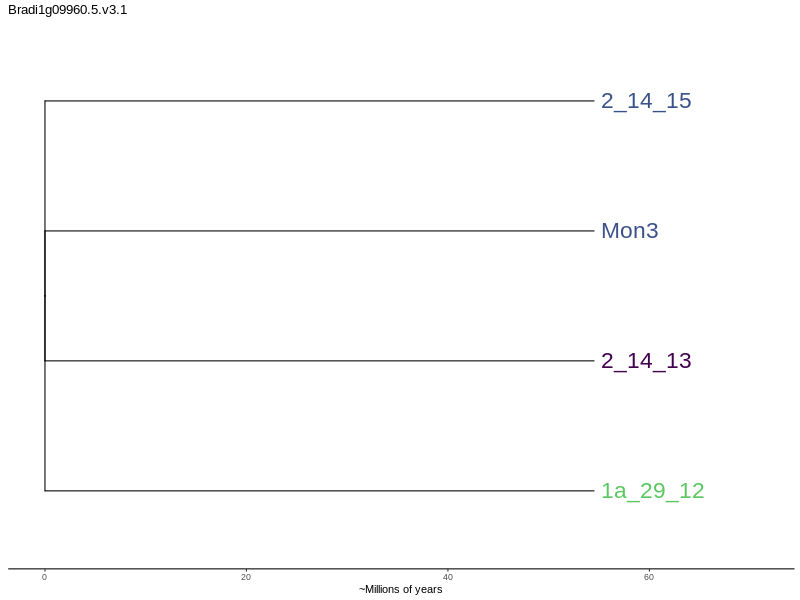 Bradi1g09960.5.v3.1
2_14_15
Mon3
2_14_13
1a_29_12
0 20 40 60
~Millions of years